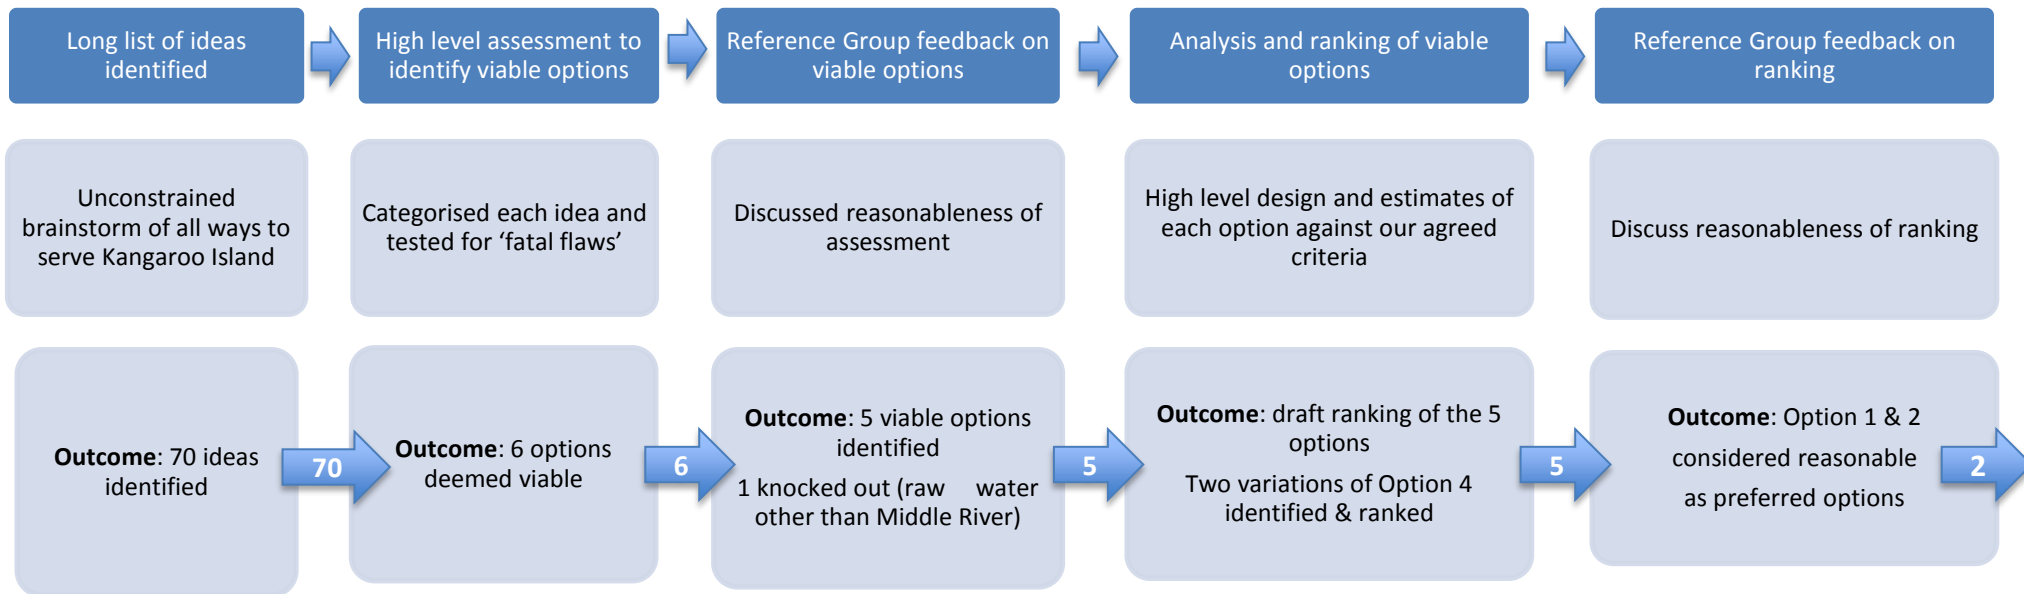 Long list of ideas
identified
High level assessment to
identify viable options
Reference Group feedback on
viable options
Analysis and ranking of viable
options
Reference Group feedback on
ranking
Unconstrained
brainstorm of all ways to
serve Kangaroo Island
Categorised each idea and
tested for ‘fatal flaws’
Discussed reasonableness of
assessment
High level design and estimates of
each option against our agreed
criteria
Discuss reasonableness of ranking
Outcome: 70 ideas
identified
70
Outcome: 6 options
deemed viable
6
Outcome: 5 viable options
identified
1 knocked out (raw water
other than Middle River)
5
Outcome: draft ranking of the 5
options
Two variations of Option 4
identified & ranked
5
Outcome: Option 1 & 2
considered reasonable
as preferred options
2